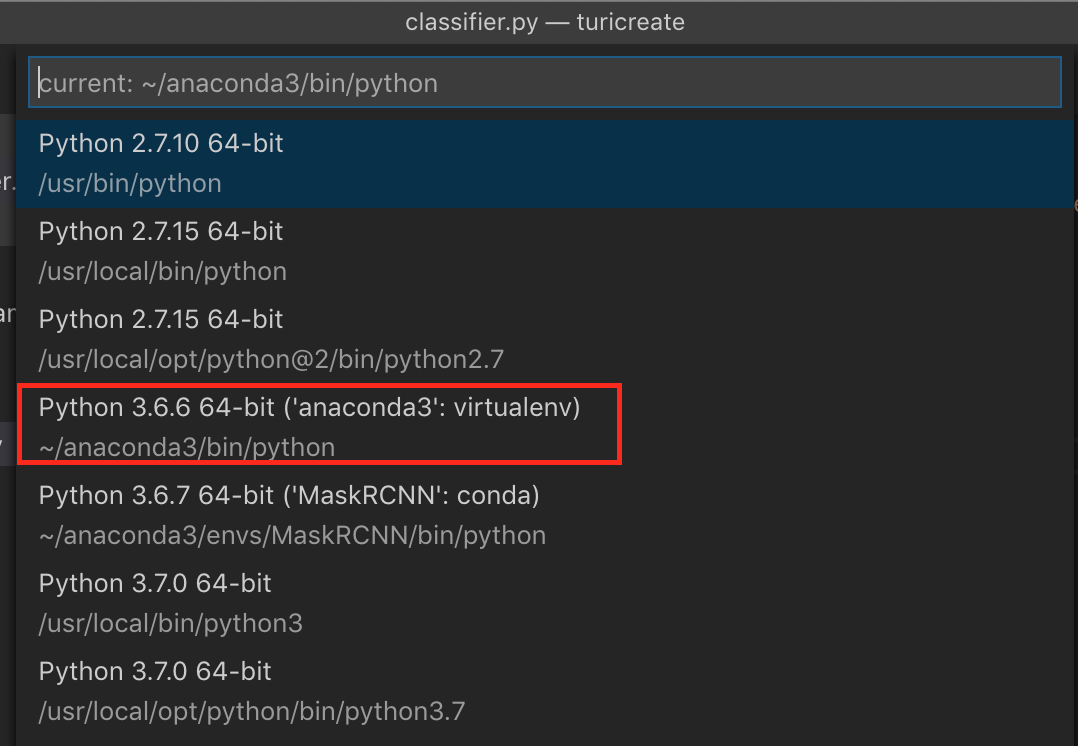 classifier.py — turicreate
current: ~/anaconda3/bin/python
Python 2.7.10 64-bit
/usr/bin/python
Python 2.7.15 64-bit
/usr/local/bin/python
Python 2.7.15 64-bit
/usr/local/opt/python@2/bin/python2.7
Python 3.6.6 64-bit ('anaconda3': virtualenv)
~/anaconda3/bin/python
Python 3.6.7 64-bit ('MaskRCNN': conda)
~/anaconda3/envs/MaskRCNN/bin/python
Python 3.7.0 64-bit
/usr/local/bin/python3
Python 3.7.0 64-bit
/usr/local/opt/python/bin/python3.7